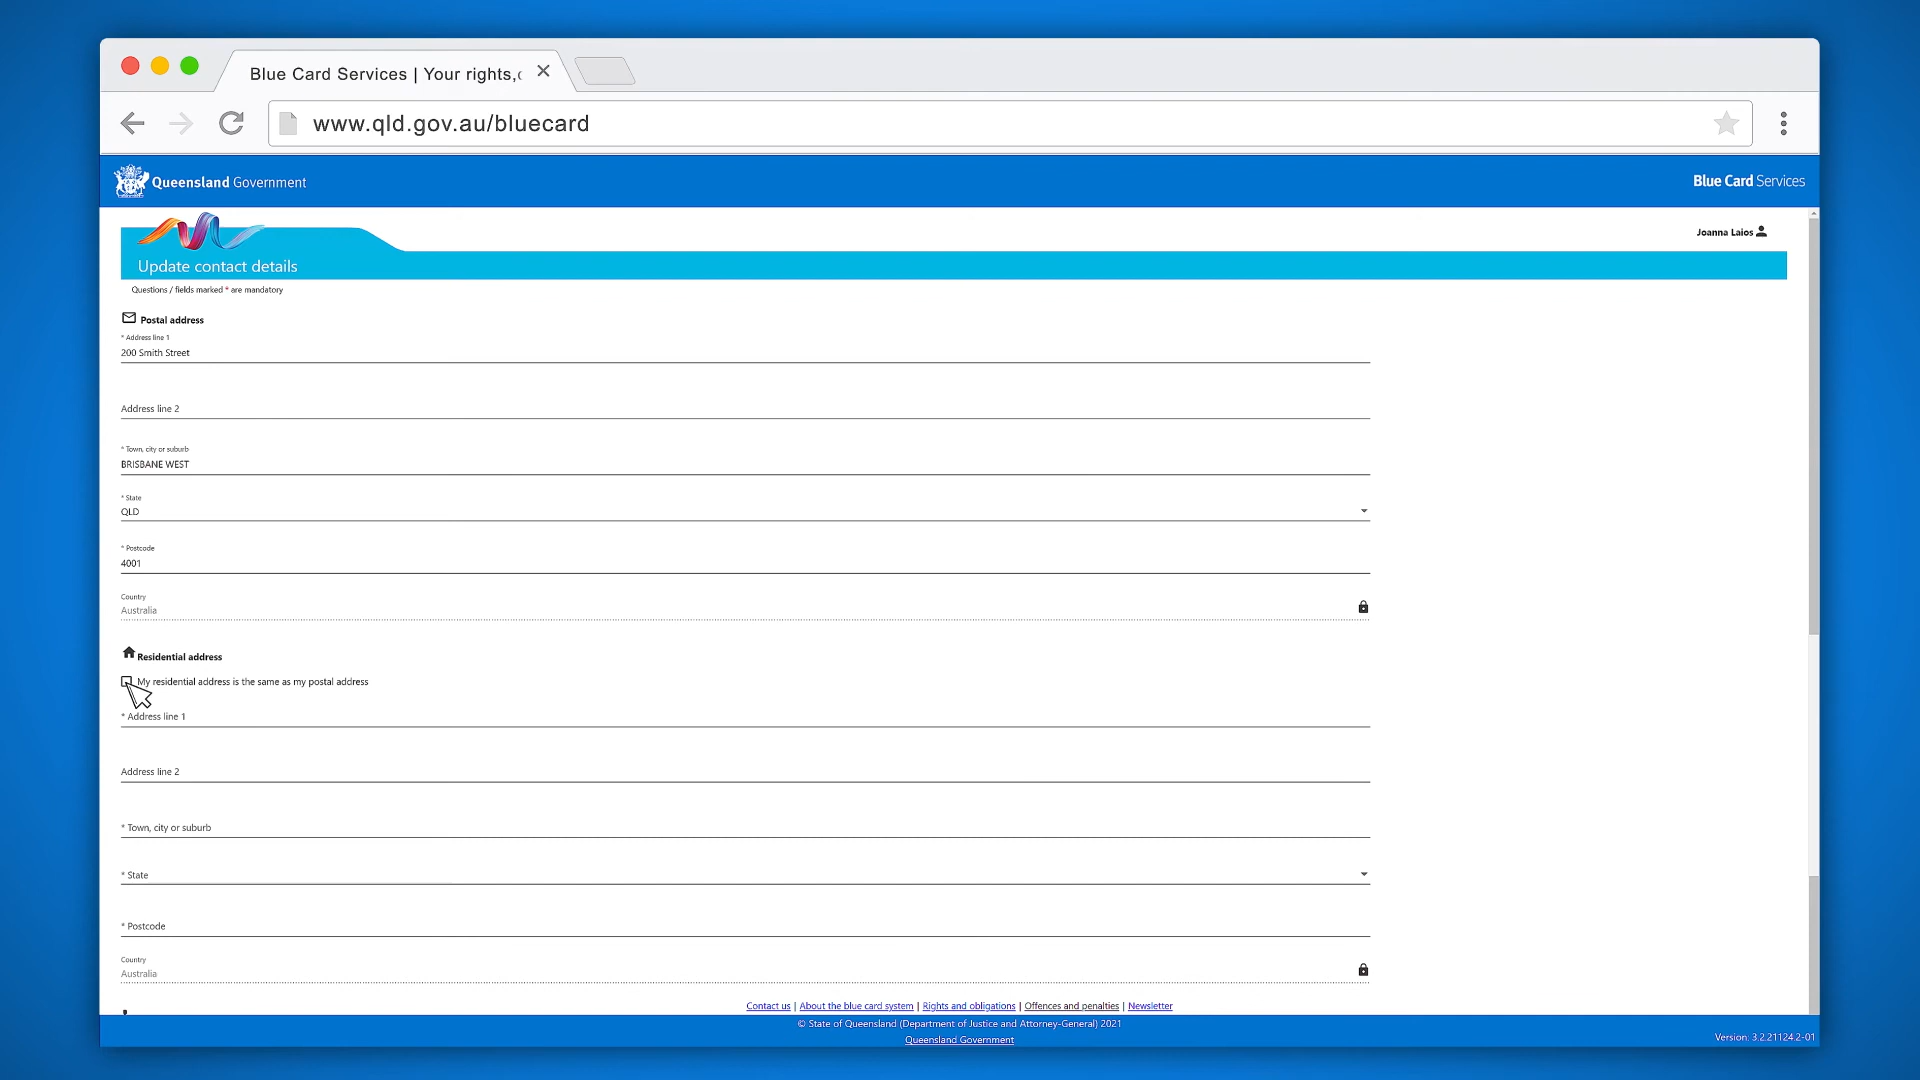 Blue Card Services | Your rights,
www.qld.gov.au/bluecard
Queensland Government
Blue Card Services
Joanna Laios
Update contact details
Questions / fields marked * are mandatory
Postal address
* Address line 1
200 Smith Street
Address line 2
* Town, city or suburb
BRISBANE WEST
* State
QLD
* Postcode
4001
Country
Australia
Residential address
My residential address is the same as my postal address
* Address line 1
Address line 2
* Town, city or suburb
* State
* Postcode
Country
Australia
Contact us | About the blue card system | Rights and obligations | Offences and penalties | Newsletter
© State of Queensland (Department of Justice and Attorney-General) 2021
Queensland Government
Version: 3.2.21124.2-01